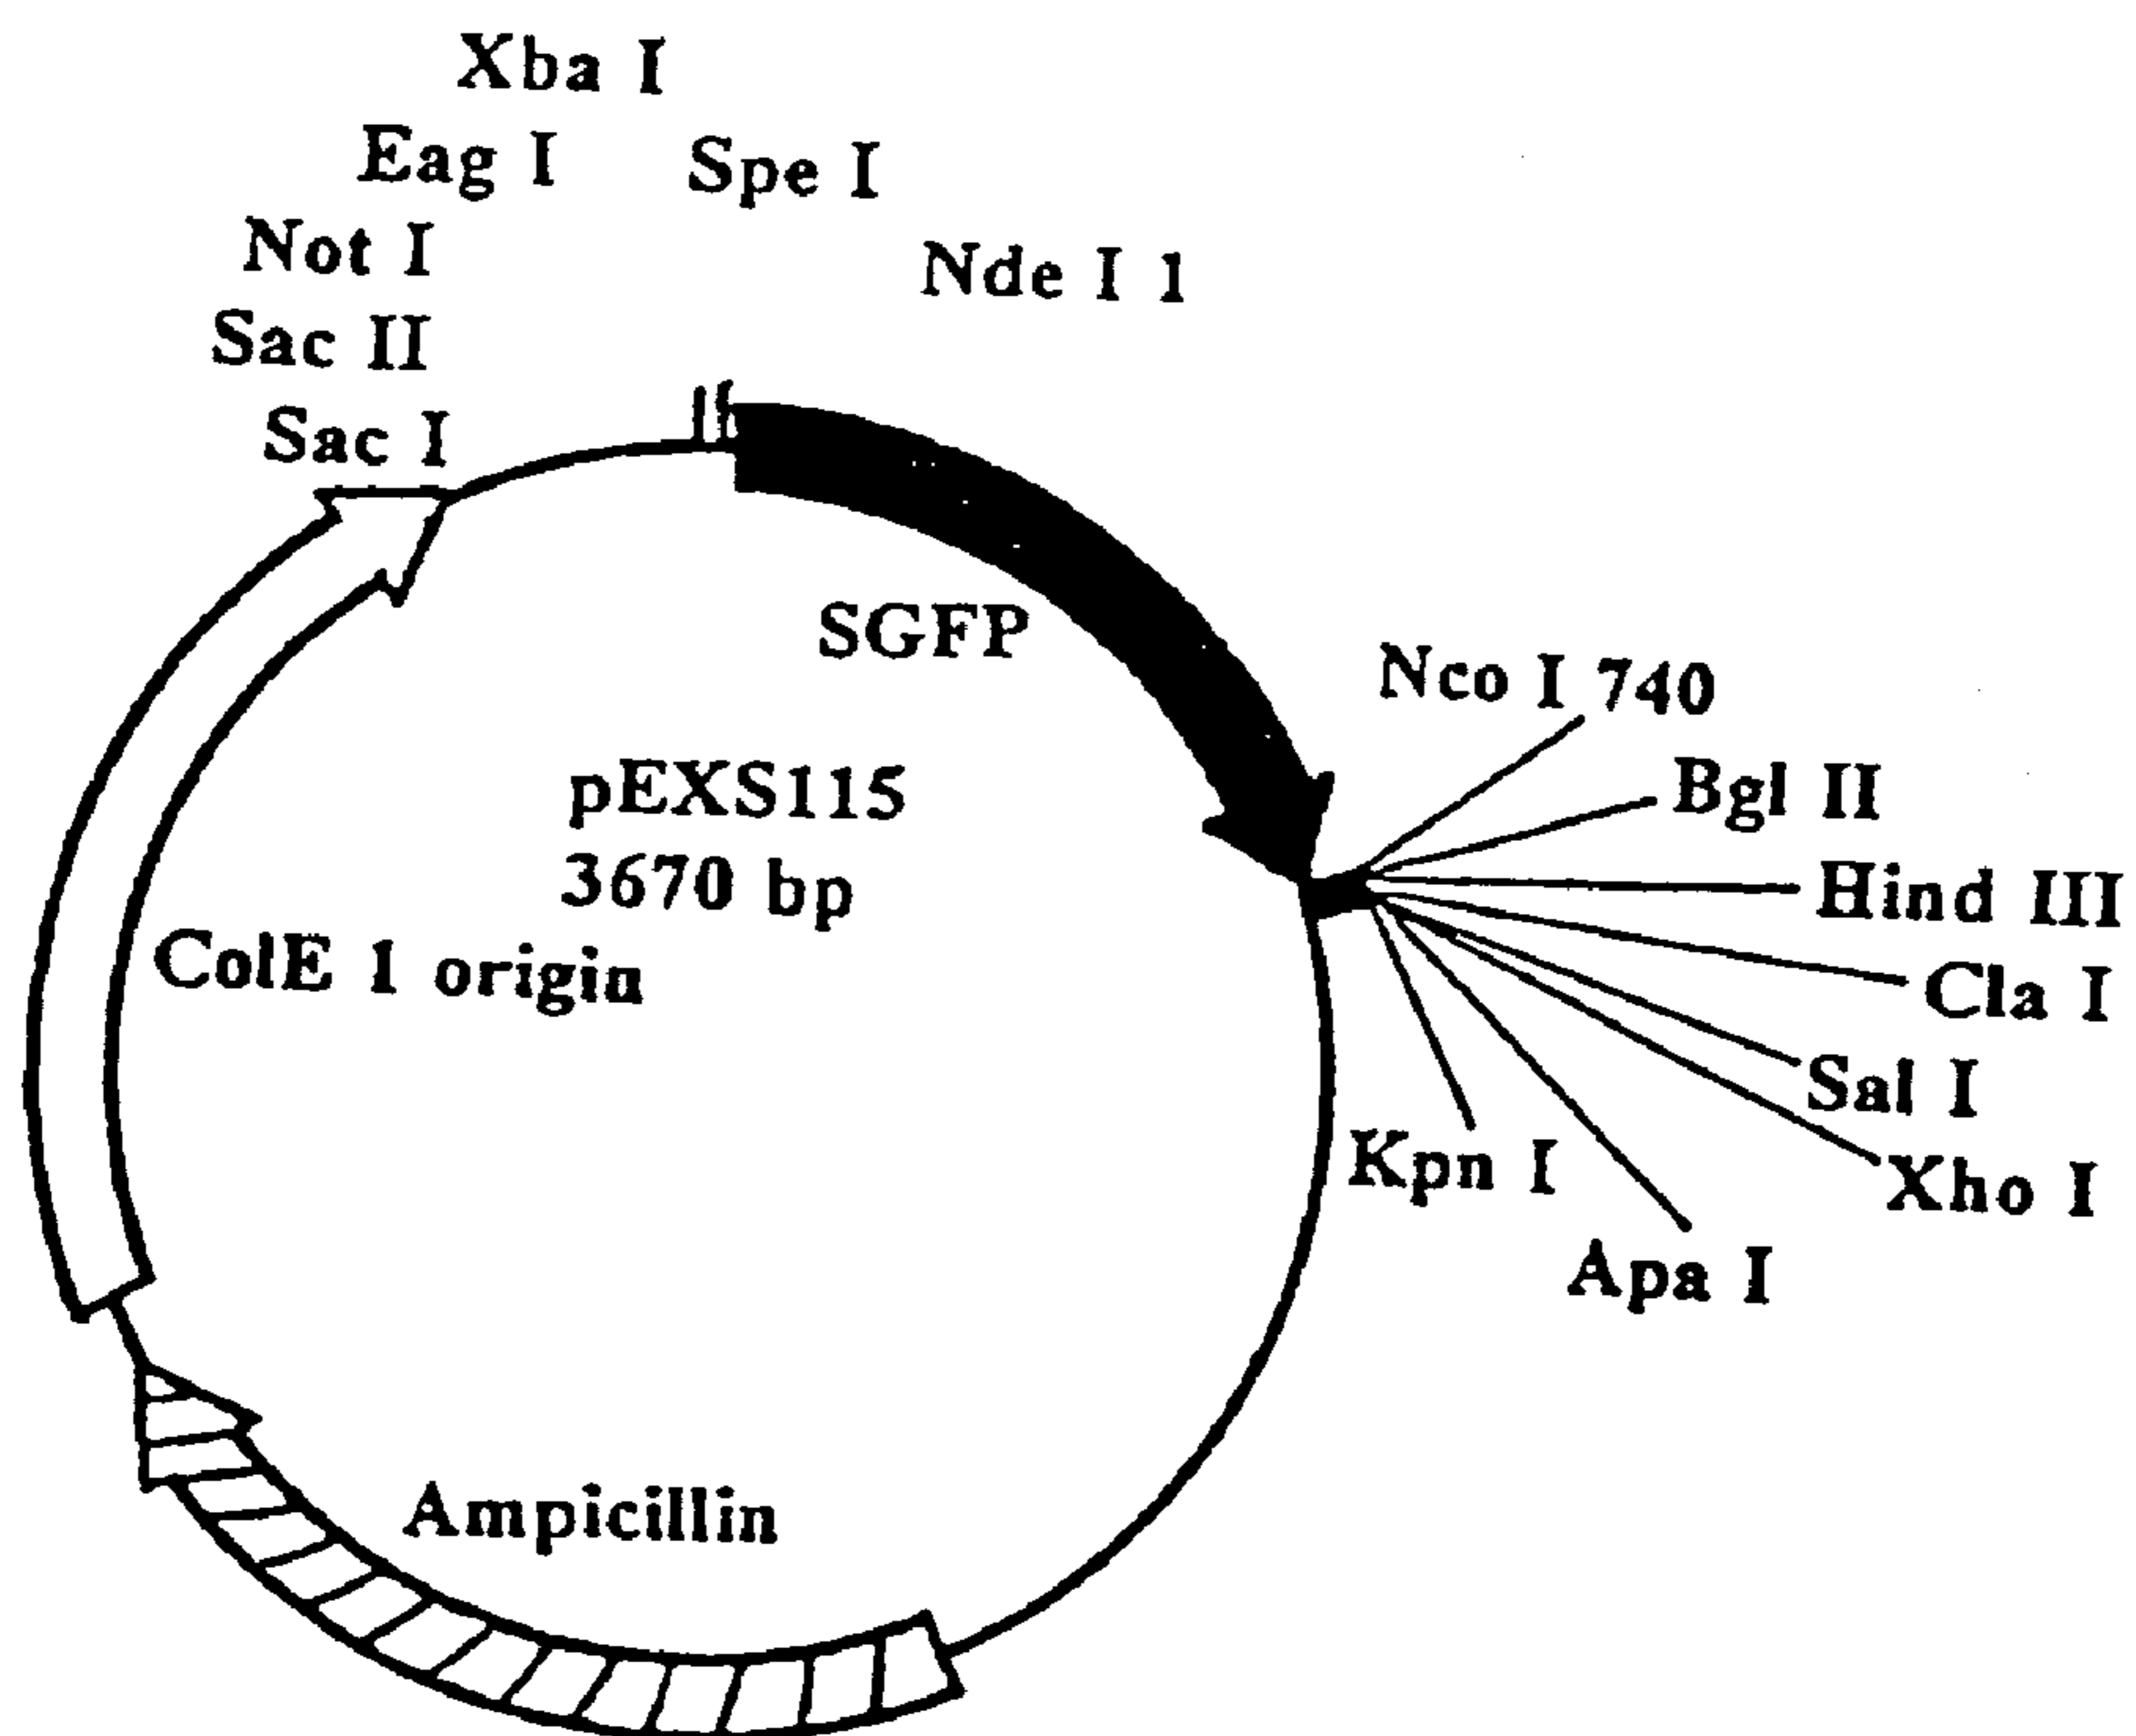 Xba I
Eag I
Spe I
Not I
Nde I 1
Sac II
Sac I
SGFP
Nco I 740
pEXS115
Bgl II
3670 bp
Hind III
ColE 1 origin
Cla I
Sal I
Kpn I
Xho I
Apa I
Ampicillin